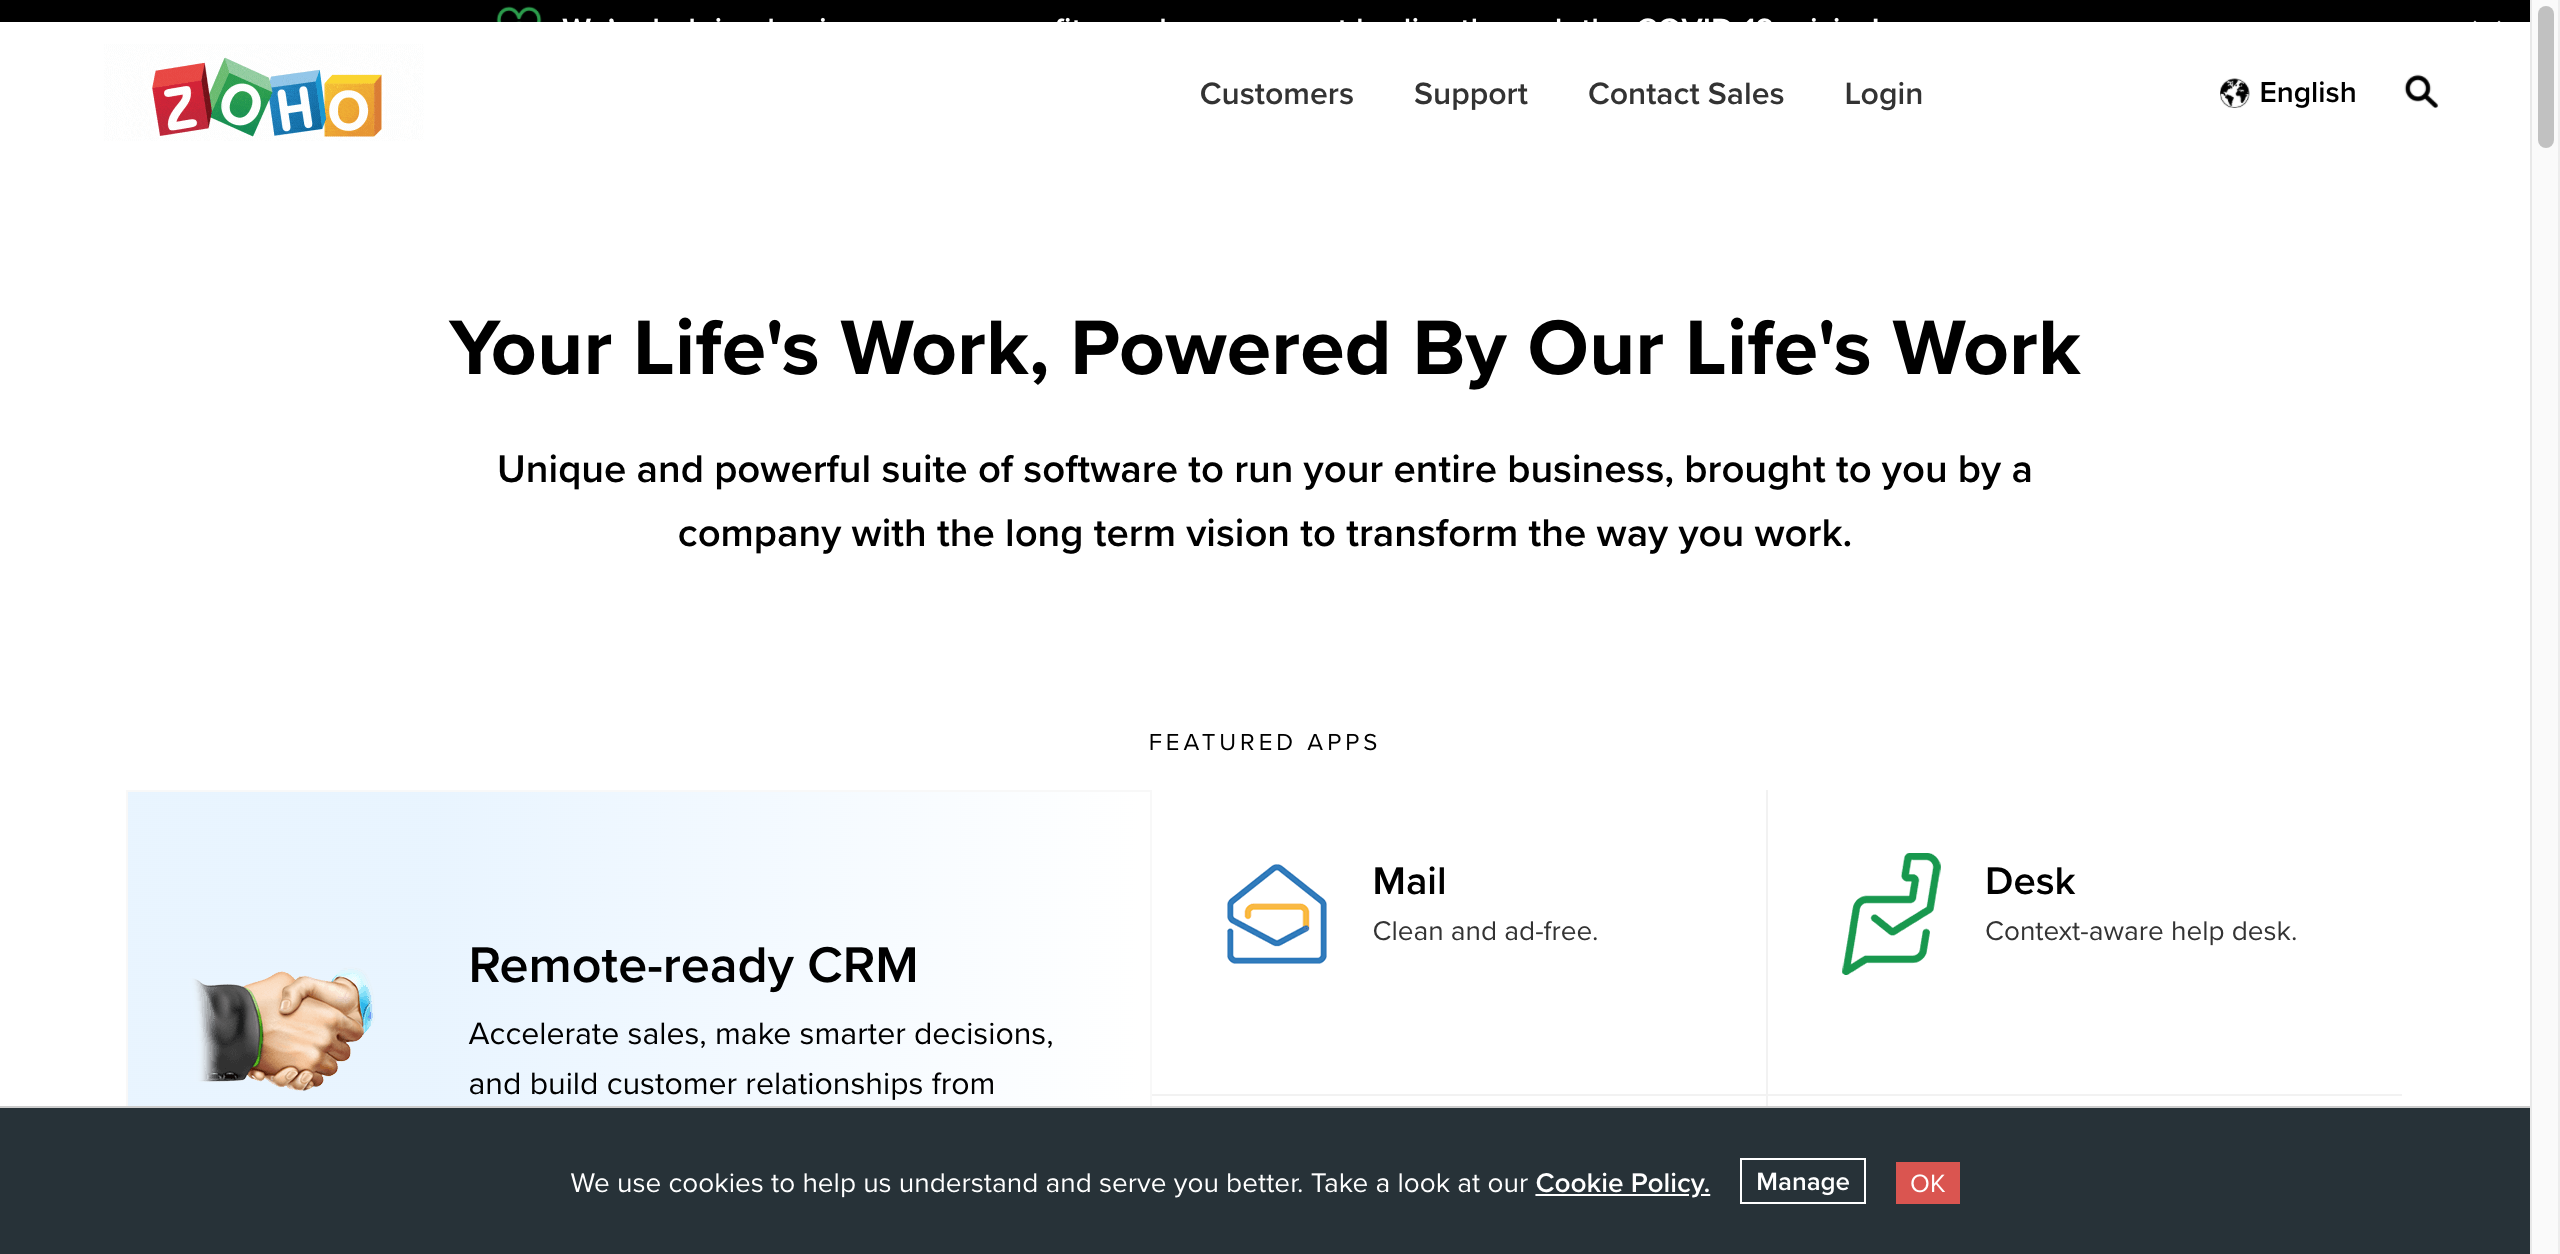 COVID-19
ZOHO
Customers Support Contact Sales Login English
Your Life's Work, Powered By Our Life's Work
Unique and powerful suite of software to run your entire business, brought to you by a
company with the long term vision to transform the way you work.
FEATURED APPS
Remote-ready CRM
Accelerate sales, make smarter decisions,
and build customer relationships from
Mail
Clean and ad-free.
Desk
Context-aware help desk.
We use cookies to help us understand and serve you better. Take a look at our Cookie Policy. Manage OK